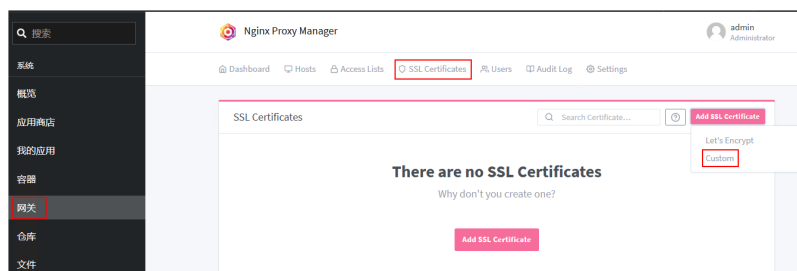 搜索
系统
概览
应用商店
我的应用
容器
网关
仓库
文件
Nginx Proxy Manager
admin
Administrator
Dashboard Hosts Access Lists SSL Certificates Users Audit Log Settings
SSL Certificates
Search Certificate...
Add SSL Certificate
Let's Encrypt
Custom
There are no SSL Certificates
Why don't you create one?
Add SSL Certificate